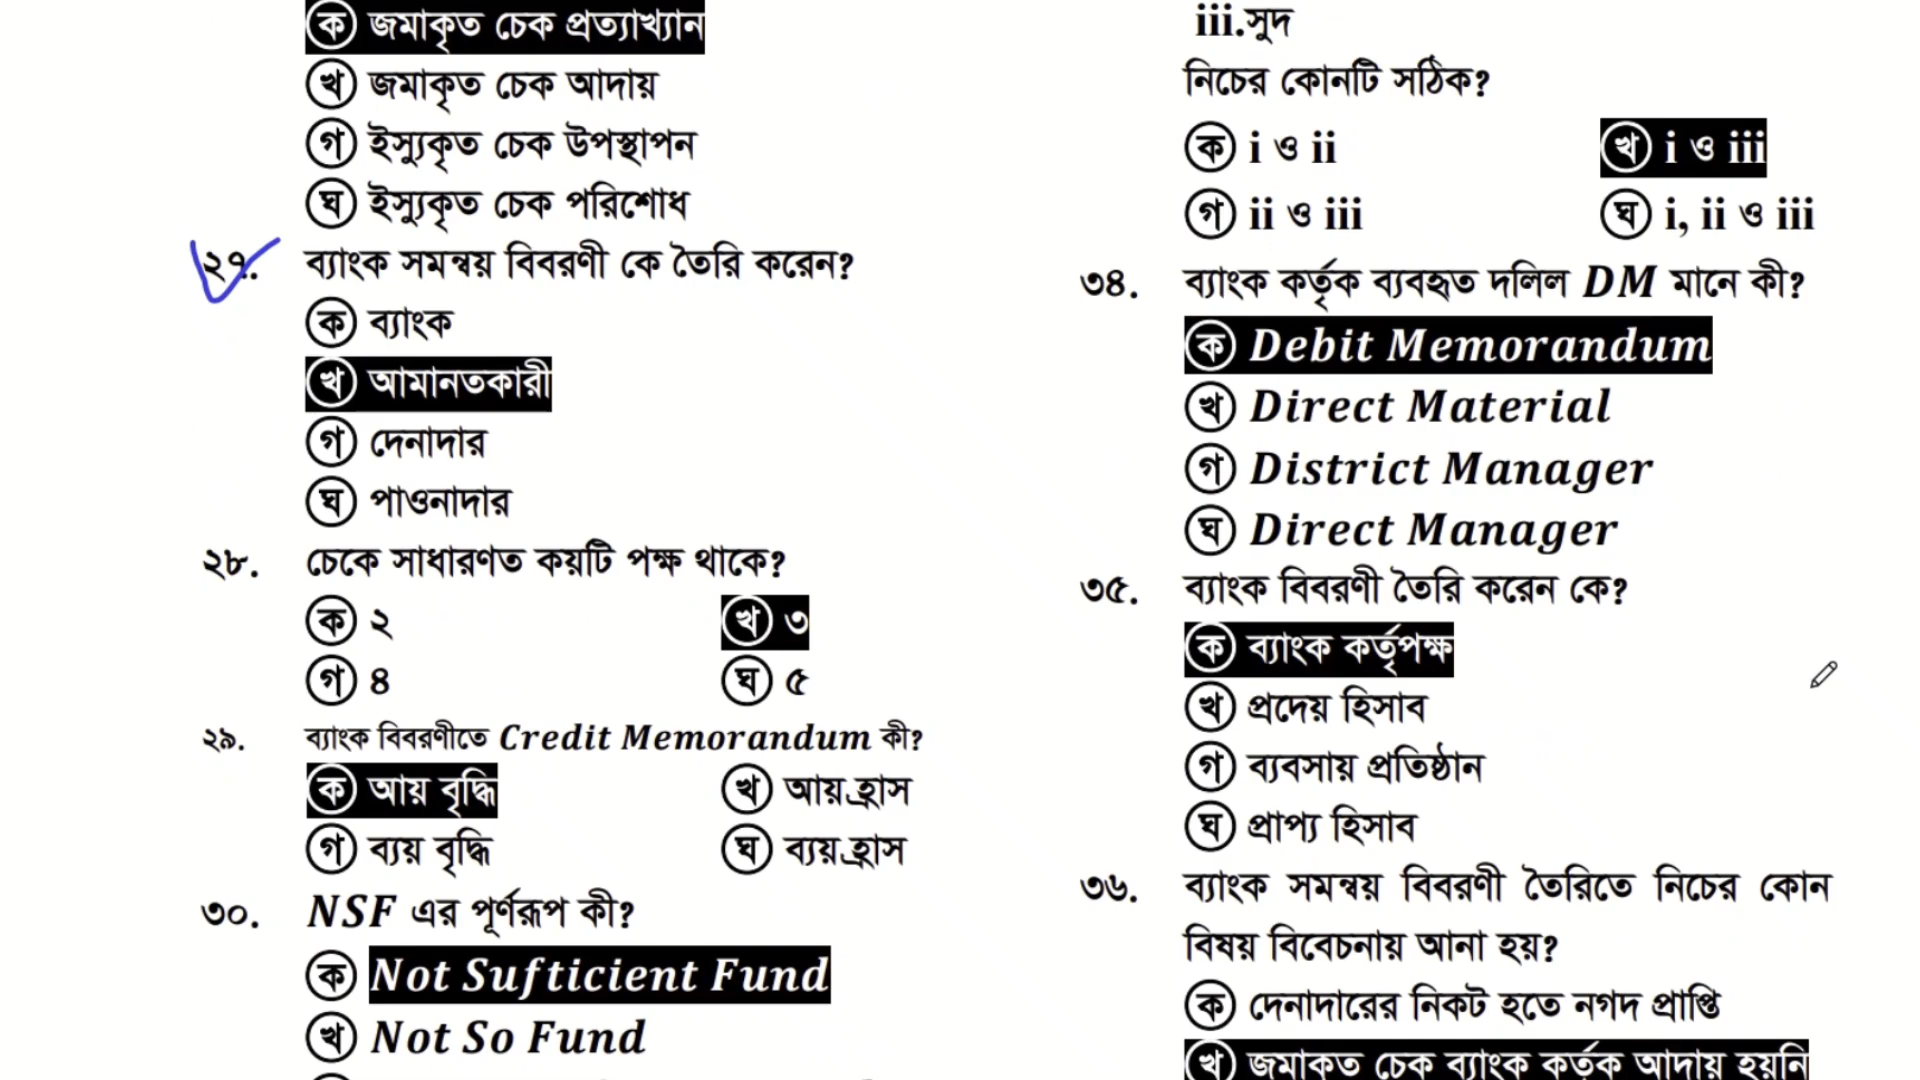 ক জমাকৃত চেক প্রত্যাখ্যান
খ জমাকৃত চেক আদায়
গ ইস্যুকৃত চেক উপস্থাপন
ঘ ইস্যুকৃত চেক পরিশোধ
২৭. ব্যাংক সমন্বয় বিবরণী কে তৈরি করেন?
ক ব্যাংক
খ আমানতকারী
গ দেনাদার
ঘ পাওনাদার
২৮. চেকে সাধারণত কয়টি পক্ষ থাকে?
ক ২ খ ৩
গ ৪ ঘ ৫
২৯. ব্যাংক বিবরণীতে Credit Memorandum কী?
ক আয় বৃদ্ধি খ আয়হ্রাস
গ ব্যয় বৃদ্ধি ঘ ব্যয়হ্রাস
৩০. NSF এর পূর্ণরূপ কী?
ক Not Sufticient Fund
খ Not So Fund
iii.সুদ
নিচের কোনটি সঠিক?
ক i ও ii খ i ও iii
গ ii ও iii ঘ i, ii ও iii
৩৪. ব্যাংক কর্তৃক ব্যবহৃত দলিল DM মানে কী?
ক Debit Memorandum
খ Direct Material
গ District Manager
ঘ Direct Manager
৩৫. ব্যাংক বিবরণী তৈরি করেন কে?
ক ব্যাংক কর্তৃপক্ষ
খ প্রদেয় হিসাব
গ ব্যবসায় প্রতিষ্ঠান
ঘ প্রাপ্য হিসাব
৩৬. ব্যাংক সমন্বয় বিবরণী তৈরিতে নিচের কোন
বিষয় বিবেচনায় আনা হয়?
ক দেনাদারের নিকট হতে নগদ প্রাপ্তি
খ জমাকৃত চেক ব্যাংক কর্তৃক আদায় হয়নি